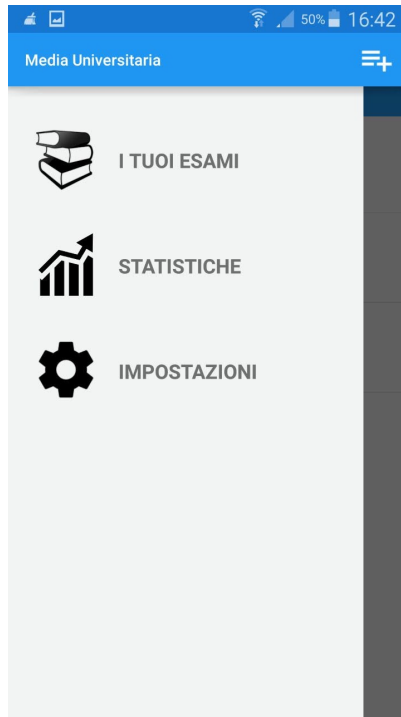 50% 16:42
Media Universitaria
I TUOI ESAMI
STATISTICHE
IMPOSTAZIONI